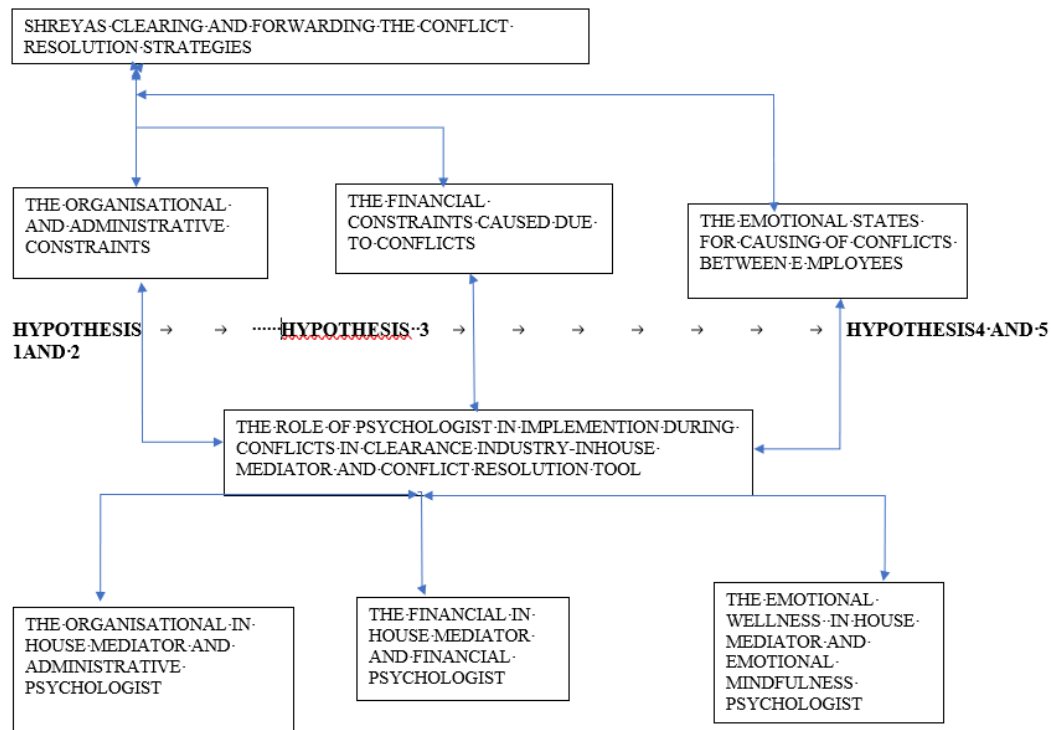 SHREYAS·CLEARING·AND·FORWARDING·THE·CONFLICT·
RESOLUTION·STRATEGIES
THE·ORGANISATIONAL·
AND·ADMINISTRATIVE·
CONSTRAINTS
THE·FINANCIAL·
CONSTRAINTS·CAUSED·DUE·
TO·CONFLICTS
THE·EMOTIONAL·STATES·
FOR·CAUSING·OF·CONFLICTS·
BETWEEN·E·MPLOYEES
HYPOTHESIS → → ·····HYPOTHESIS··3 → → → → → → → HYPOTHESIS4·AND·5
1AND·2
THE·ROLE·OF·PSYCHOLOGIST·IN·IMPLEMENTION·DURING·
CONFLICTS·IN·CLEARANCE·INDUSTRY-INHOUSE·
MEDIATOR·AND·CONFLICT·RESOLUTION·TOOL
THE·ORGANISATIONAL·IN·
HOUSE·MEDIATOR·AND·
ADMINISTRATIVE·
PSYCHOLOGIST
THE·FINANCIAL·IN·
HOUSE·MEDIATOR·
AND·FINANCIAL·
PSYCHOLOGIST
THE·EMOTIONAL·
WELLNESS··IN·HOUSE·
MEDIATOR·AND·
EMOTIONAL·
MINDFULNESS·
PSYCHOLOGIST